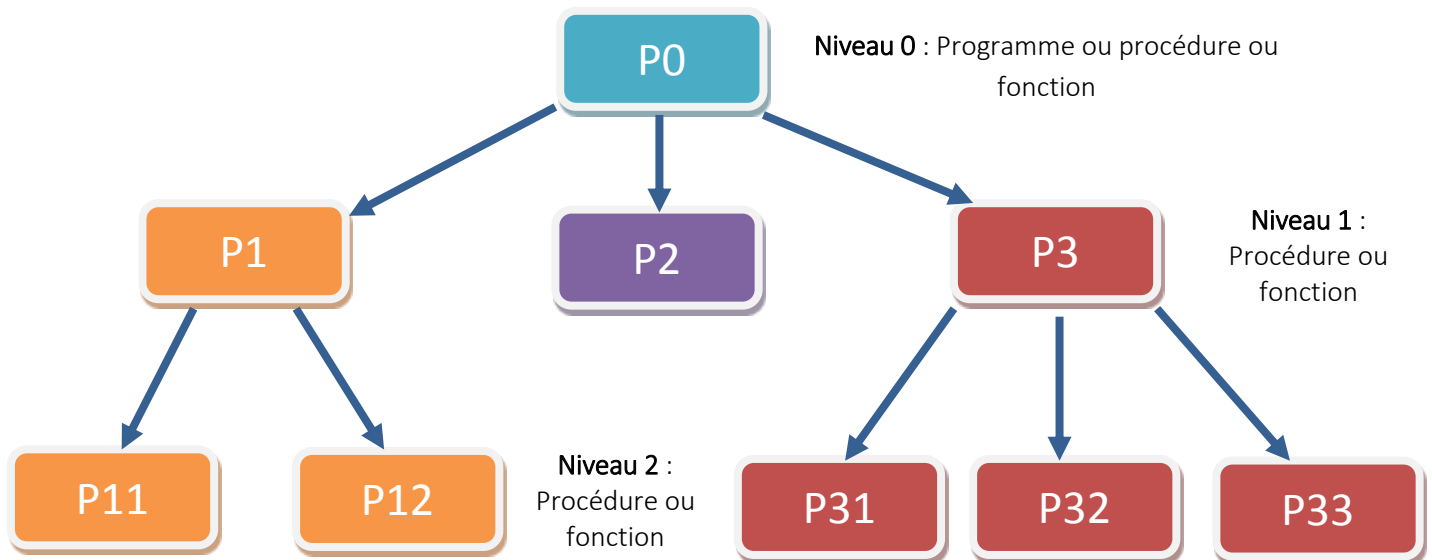 P0
Niveau 0 : Programme ou procédure ou
fonction
P1
P2
P3
Niveau 1 :
Procédure ou
fonction
P11
P12
Niveau 2 :
Procédure ou
fonction
P31
P32
P33